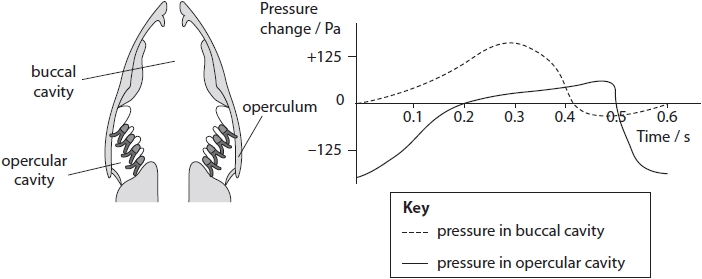 buccal
cavity
operculum
opercular
cavity
Pressure
change / Pa
+125
0
−125
0.1
0.2
0.3
0.4
0.5
0.6
Time / s
Key
pressure in buccal cavity
pressure in opercular cavity